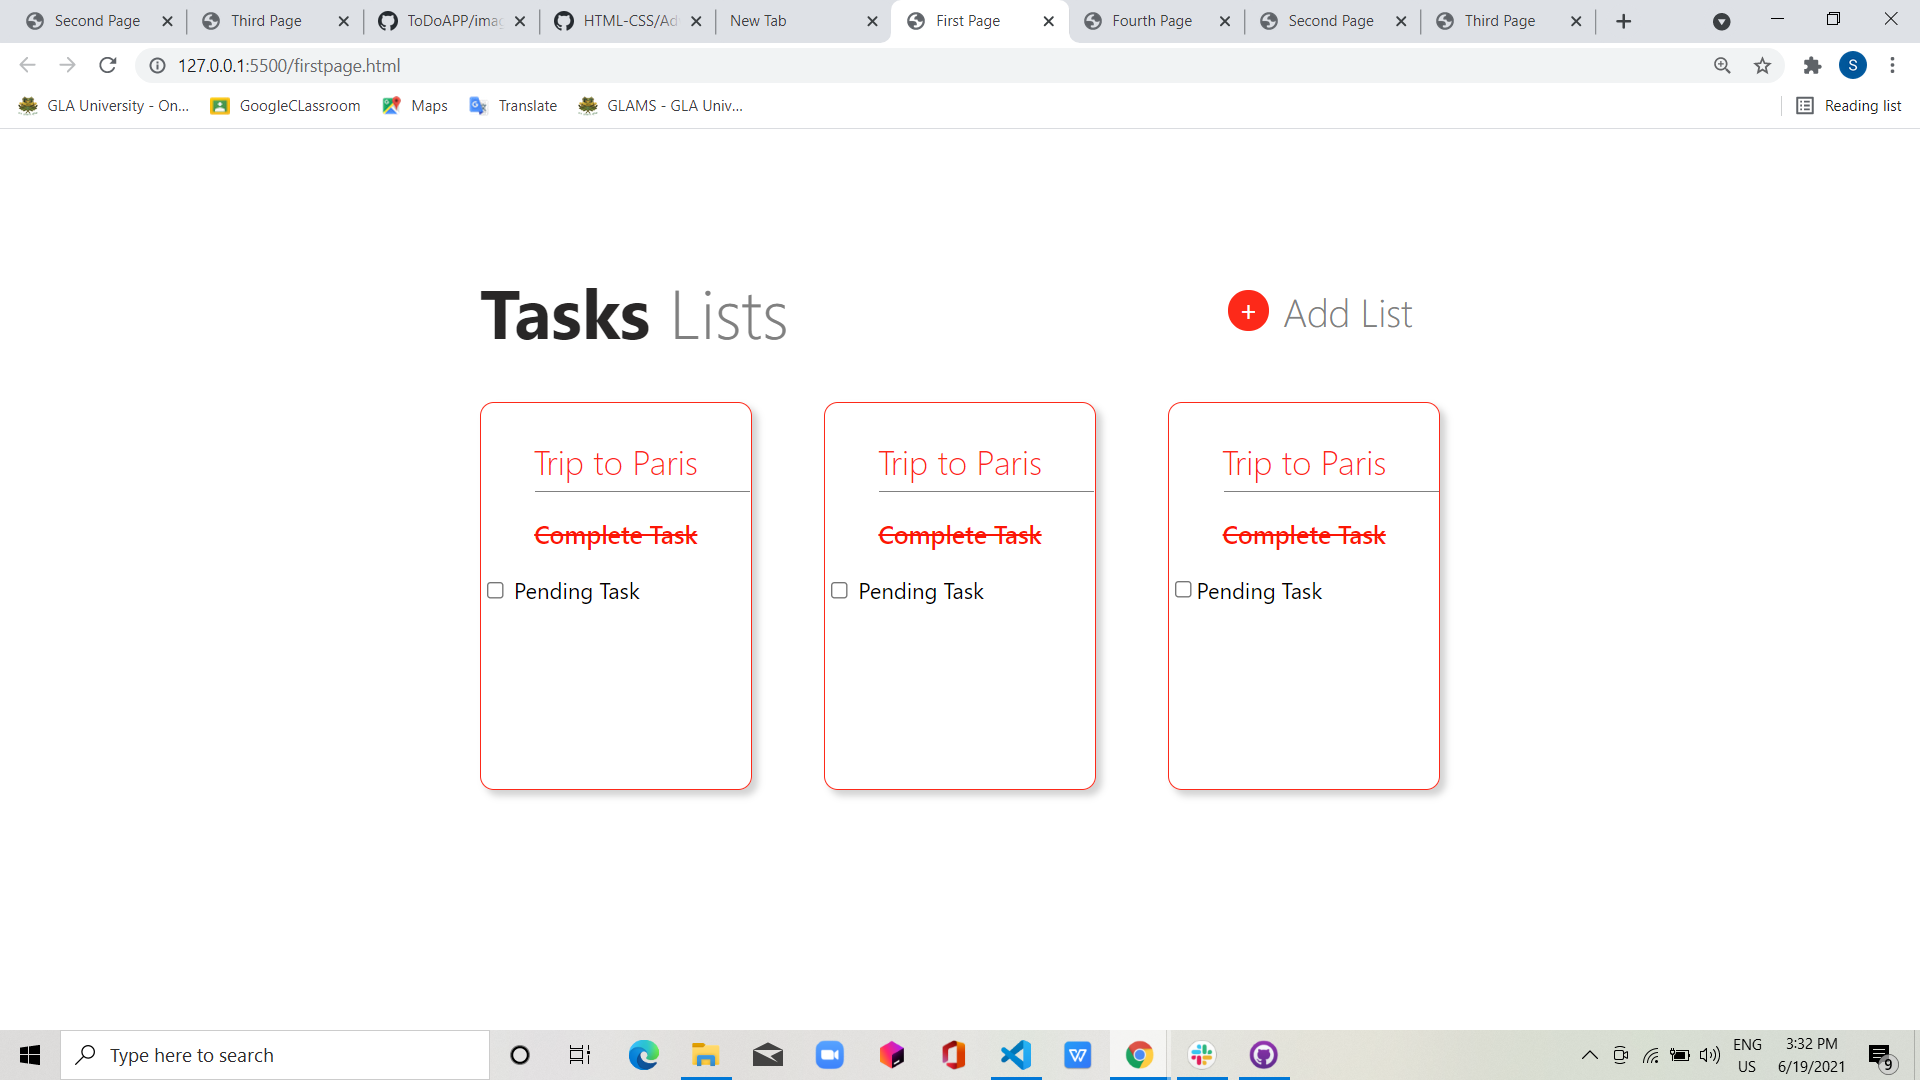 Second Page
Third Page
ToDoAPP/imag
HTML-CSS/Ad
New Tab
First Page
Fourth Page
Second Page
Third Page
127.0.0.1:5500/firstpage.html
S
GLA University - On...
GoogleCLassroom
Maps
Translate
GLAMS - GLA Univ...
Reading list
Tasks Lists
+ Add List
Trip to Paris
Complete Task
Pending Task
Trip to Paris
Complete Task
Pending Task
Trip to Paris
Complete Task
Pending Task
Type here to search
W
ENG
US
3:32 PM
6/19/2021
9